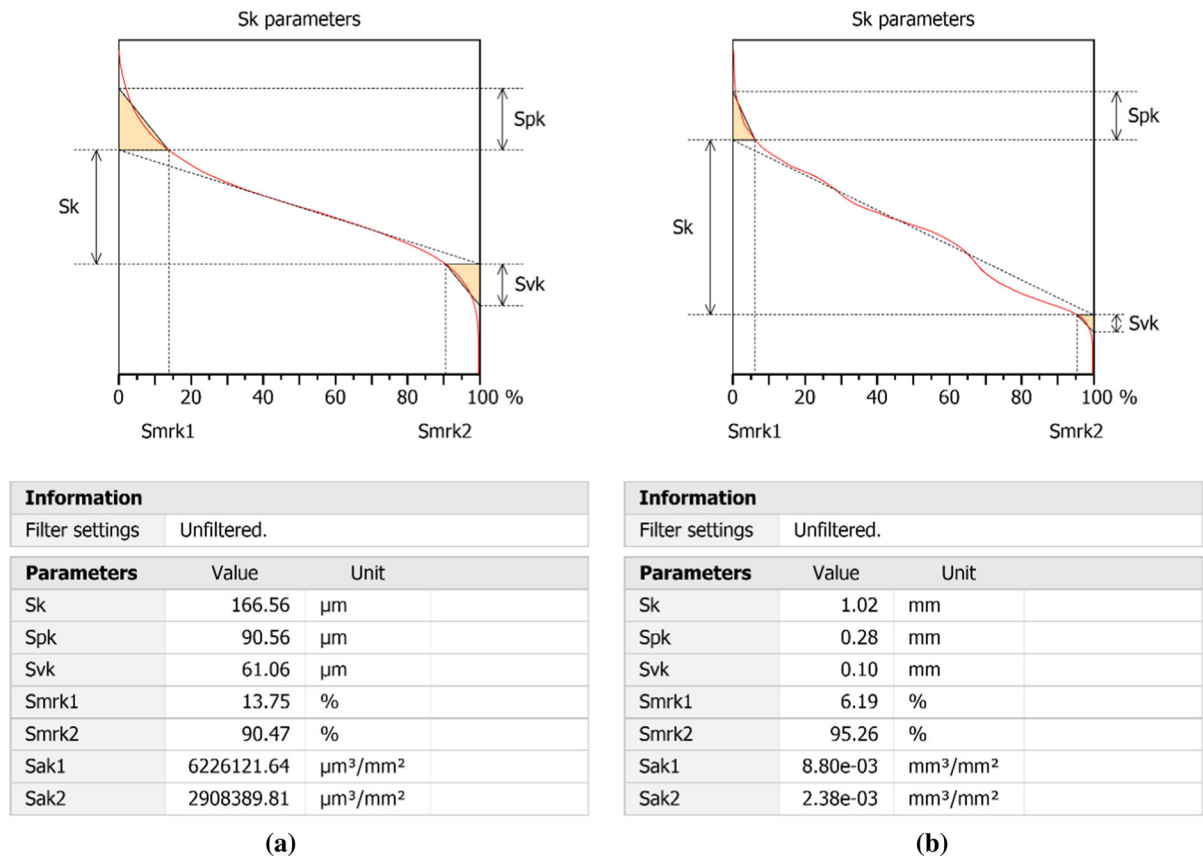 Sk parameters
Spk
Sk
Svk
0 20 40 60 80 100 %
Smrk1 Smrk2
Information
Filter settings Unfiltered.
Parameters Value Unit
Sk 166.56 µm
Spk 90.56 µm
Svk 61.06 µm
Smrk1 13.75 %
Smrk2 90.47 %
Sak1 6226121.64 µm³/mm²
Sak2 2908389.81 µm³/mm²
(a)
Sk parameters
Spk
Sk
Svk
0 20 40 60 80 100 %
Smrk1 Smrk2
Information
Filter settings Unfiltered.
Parameters Value Unit
Sk 1.02 mm
Spk 0.28 mm
Svk 0.10 mm
Smrk1 6.19 %
Smrk2 95.26 %
Sak1 8.80e-03 mm³/mm²
Sak2 2.38e-03 mm³/mm²
(b)